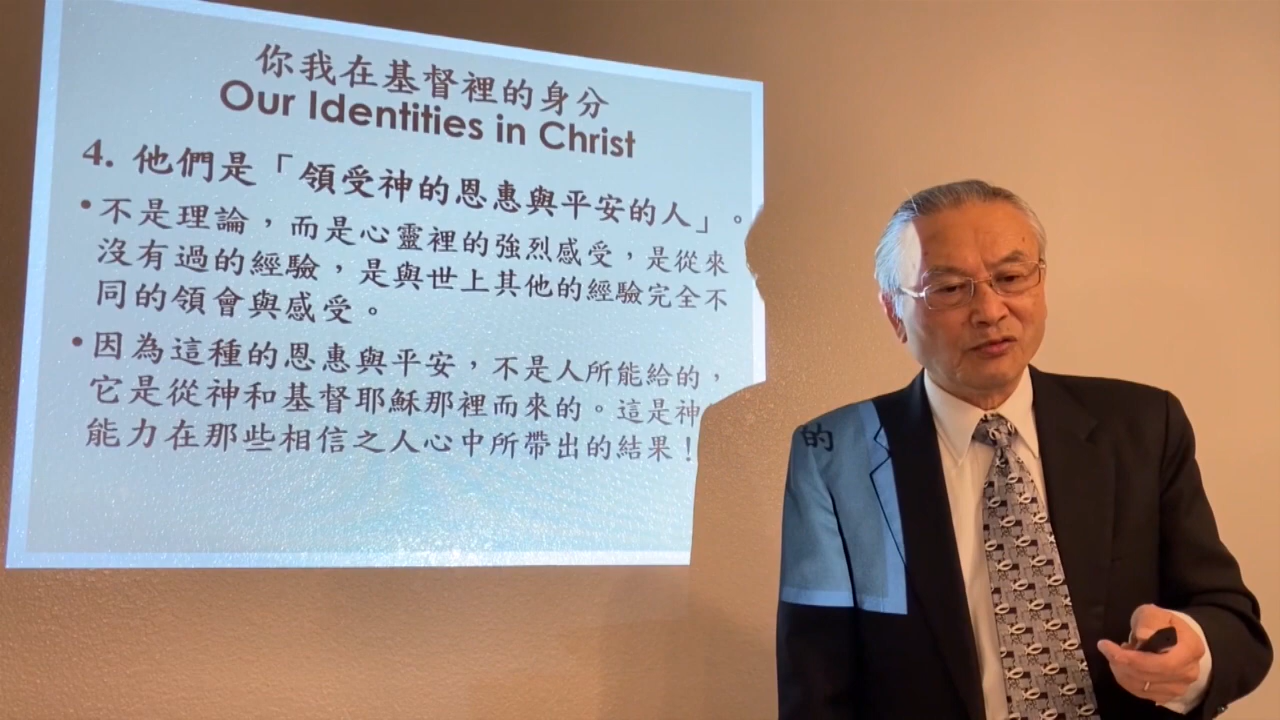 你我在基督裡的身分
Our Identities in Christ
4. 他們是「領受神的恩惠與平安的人」。
•不是理論，而是心靈裡的強烈感受，是從來
沒有過的經驗，是與世上其他的經驗完全不
同的領會與感受。
•因為這種的恩惠與平安，不是人所能給的，
它是從神和基督耶穌那裡而來的。這是神的
能力在那些相信之人心中所帶出的結果！